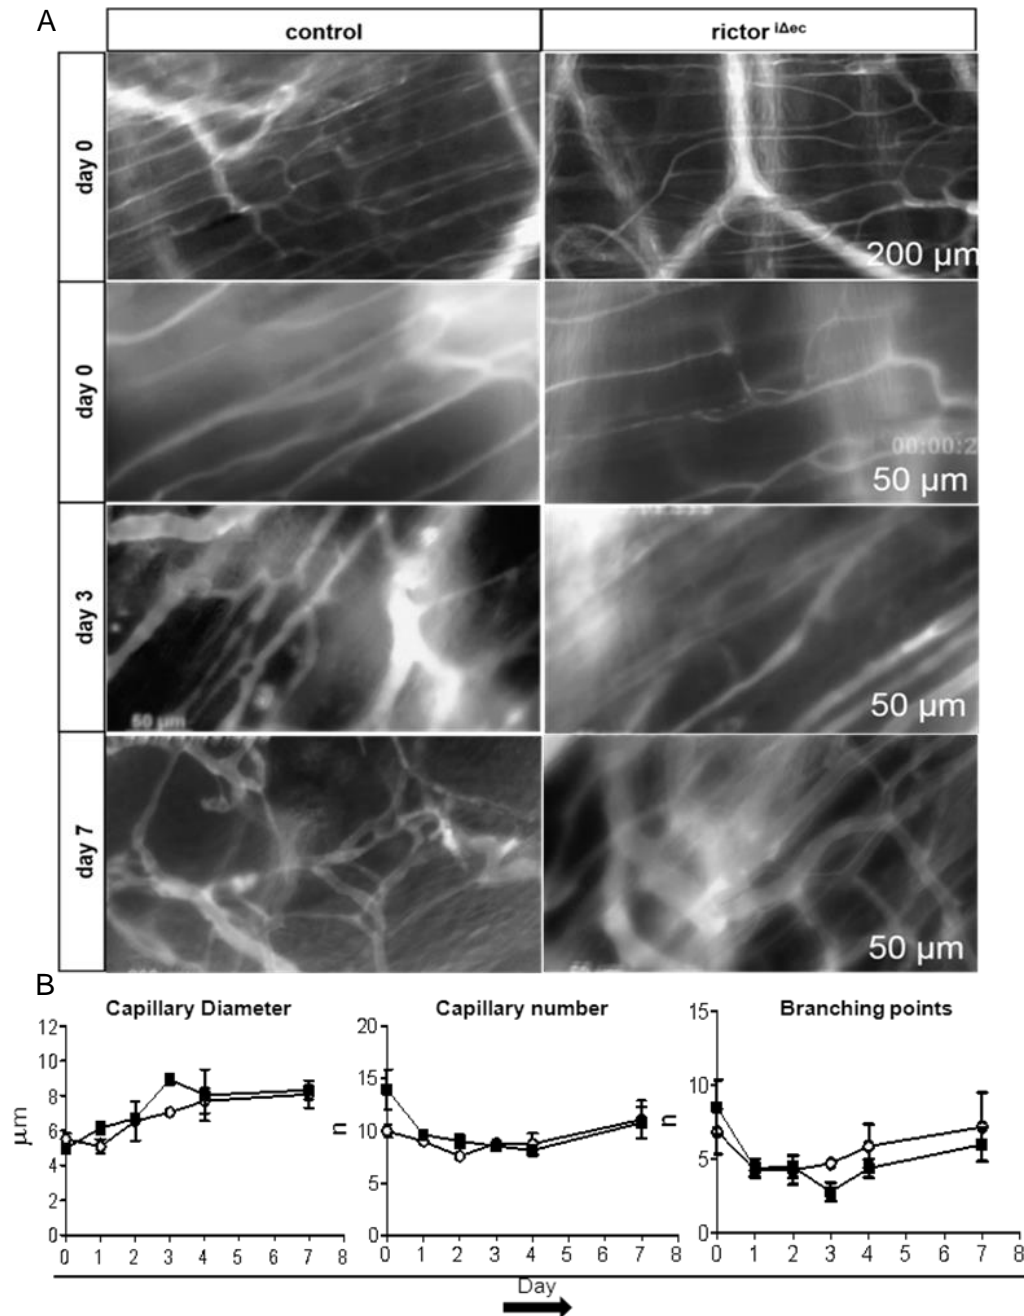 A
control
rictor iΔec
day 0
200 µm
day 0
00:00:2
50 µm
day 3
50 µm
50 µm
day 7
50 µm
B
Capillary Diameter
Capillary number
Branching points
12
10
8
6
4
2
0
µm
0 1 2 3 4 5 6 7 8
20
15
10
5
0
n
0 1 2 3 4 5 6 7 8
15
10
5
0
n
0 1 2 3 4 5 6 7 8
Day